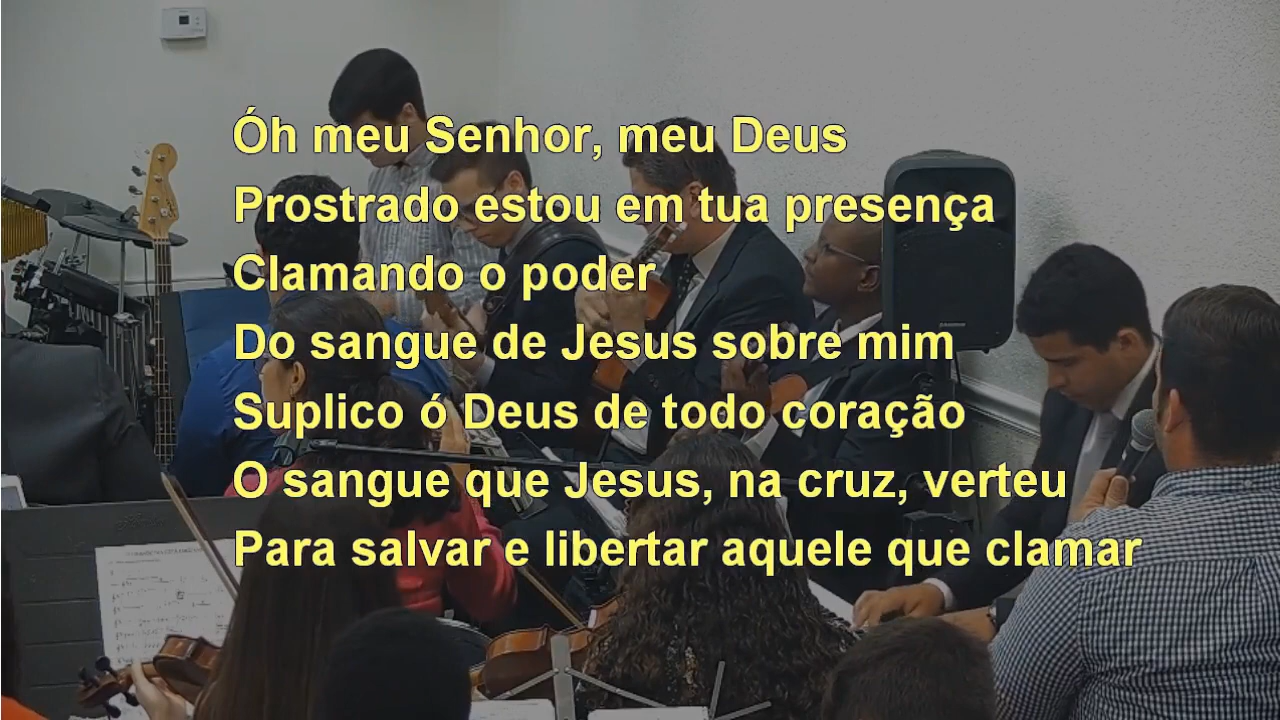 Óh meu Senhor, meu Deus
Prostrado estou em tua presença
Clamando o poder
Do sangue de Jesus sobre mim
Suplico ó Deus de todo coração
O sangue que Jesus, na cruz, verteu
Para salvar e libertar aquele que clamar